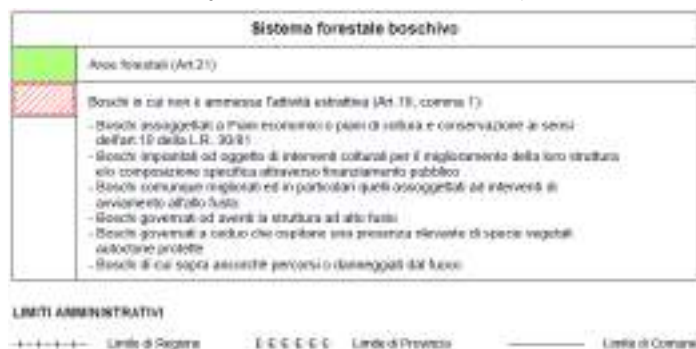 Sistema forestale boschivo
Aree forestali (Art.21)
Boschi in cui non è ammessa l'attività estrattiva (Art.19, comma 1)
- Boschi assoggettati a Piani economici o piani di coltura e conservazione ai sensi
dell'art.10 della L.R. 30/81
- Boschi impiantati od oggetto di interventi colturali per il miglioramento della loro struttura
e/o composizione specifica attraverso finanziamento pubblico
- Boschi comunque migliorati ed in particolare quelli assoggettati ad interventi di
avviamento all'alto fusto
- Boschi governati od aventi la struttura ad alto fusto
- Boschi governati a ceduo che ospitano una presenza rilevante di specie vegetali
autoctone protette
- Boschi di cui sopra ancorchè percorsi o danneggiati dal fuoco
LIMITI AMMINISTRATIVI
Limite di Regione Limite di Provincia Limite di Comune